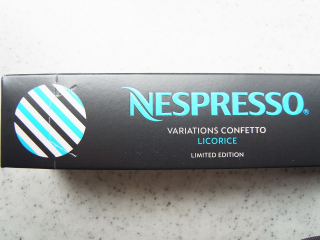 NESPRESSO®
VARIATIONS CONFETTO
LICORICE
LIMITED EDITION